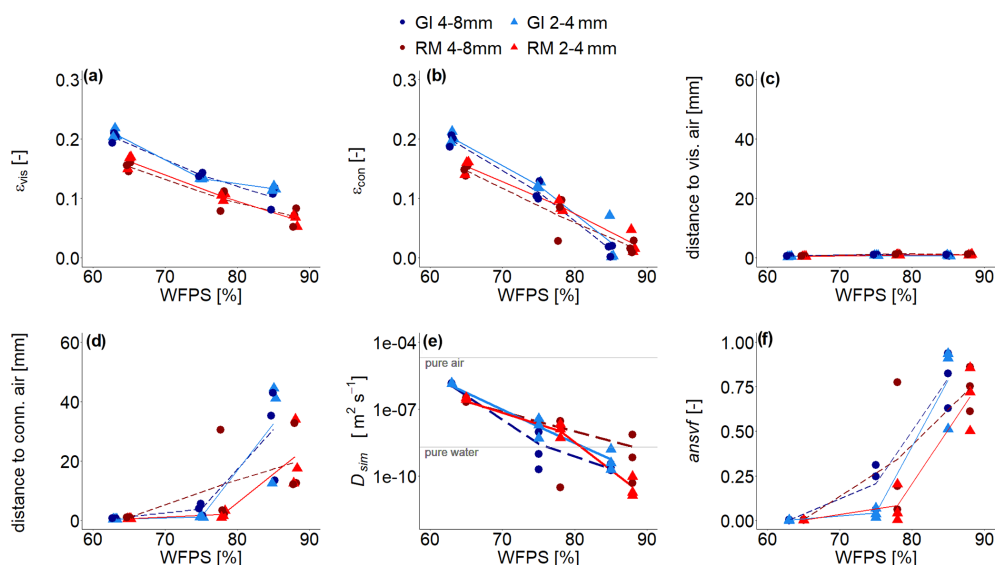 GI 4-8mm GI 2-4 mm
RM 4-8mm RM 2-4 mm
(a)
0.3
0.2
0.1
0.0
ε_vis [-]
60 70 80 90
WFPS [%]
(b)
0.3
0.2
0.1
0.0
ε_con [-]
60 70 80 90
WFPS [%]
(c)
60
40
20
0
distance to vis. air [mm]
60 70 80 90
WFPS [%]
(d)
60
40
20
0
distance to conn. air [mm]
60 70 80 90
WFPS [%]
(e)
1e-04
1e-07
1e-10
pure air
pure water
D_sim [ m² s⁻¹]
60 70 80 90
WFPS [%]
(f)
1.00
0.75
0.50
0.25
0.00
ansvf [-]
60 70 80 90
WFPS [%]